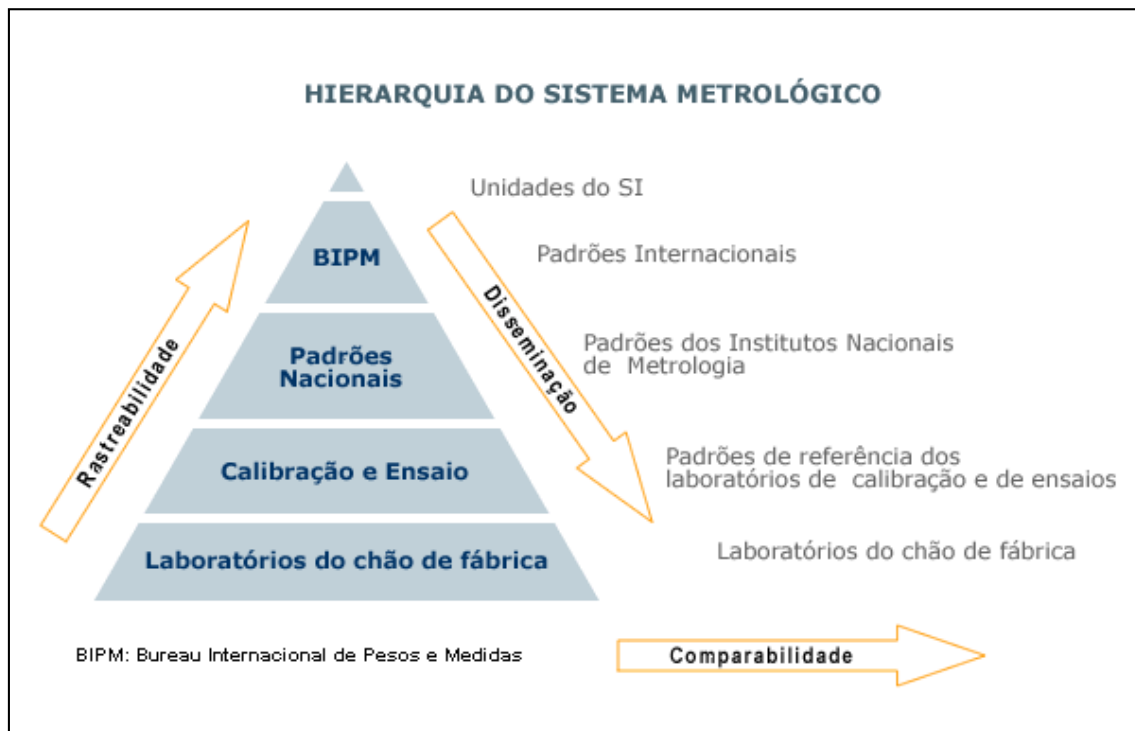 HIERARQUIA DO SISTEMA METROLÓGICO
Unidades do SI
BIPM
Padrões Internacionais
Rastreabilidade
Disseminação
Padrões
Nacionais
Padrões dos Institutos Nacionais
de Metrologia
Calibração e Ensaio
Padrões de referência dos
laboratórios de calibração e de ensaios
Laboratórios do chão de fábrica
Laboratórios do chão de fábrica
BIPM: Bureau Internacional de Pesos e Medidas
Comparabilidade